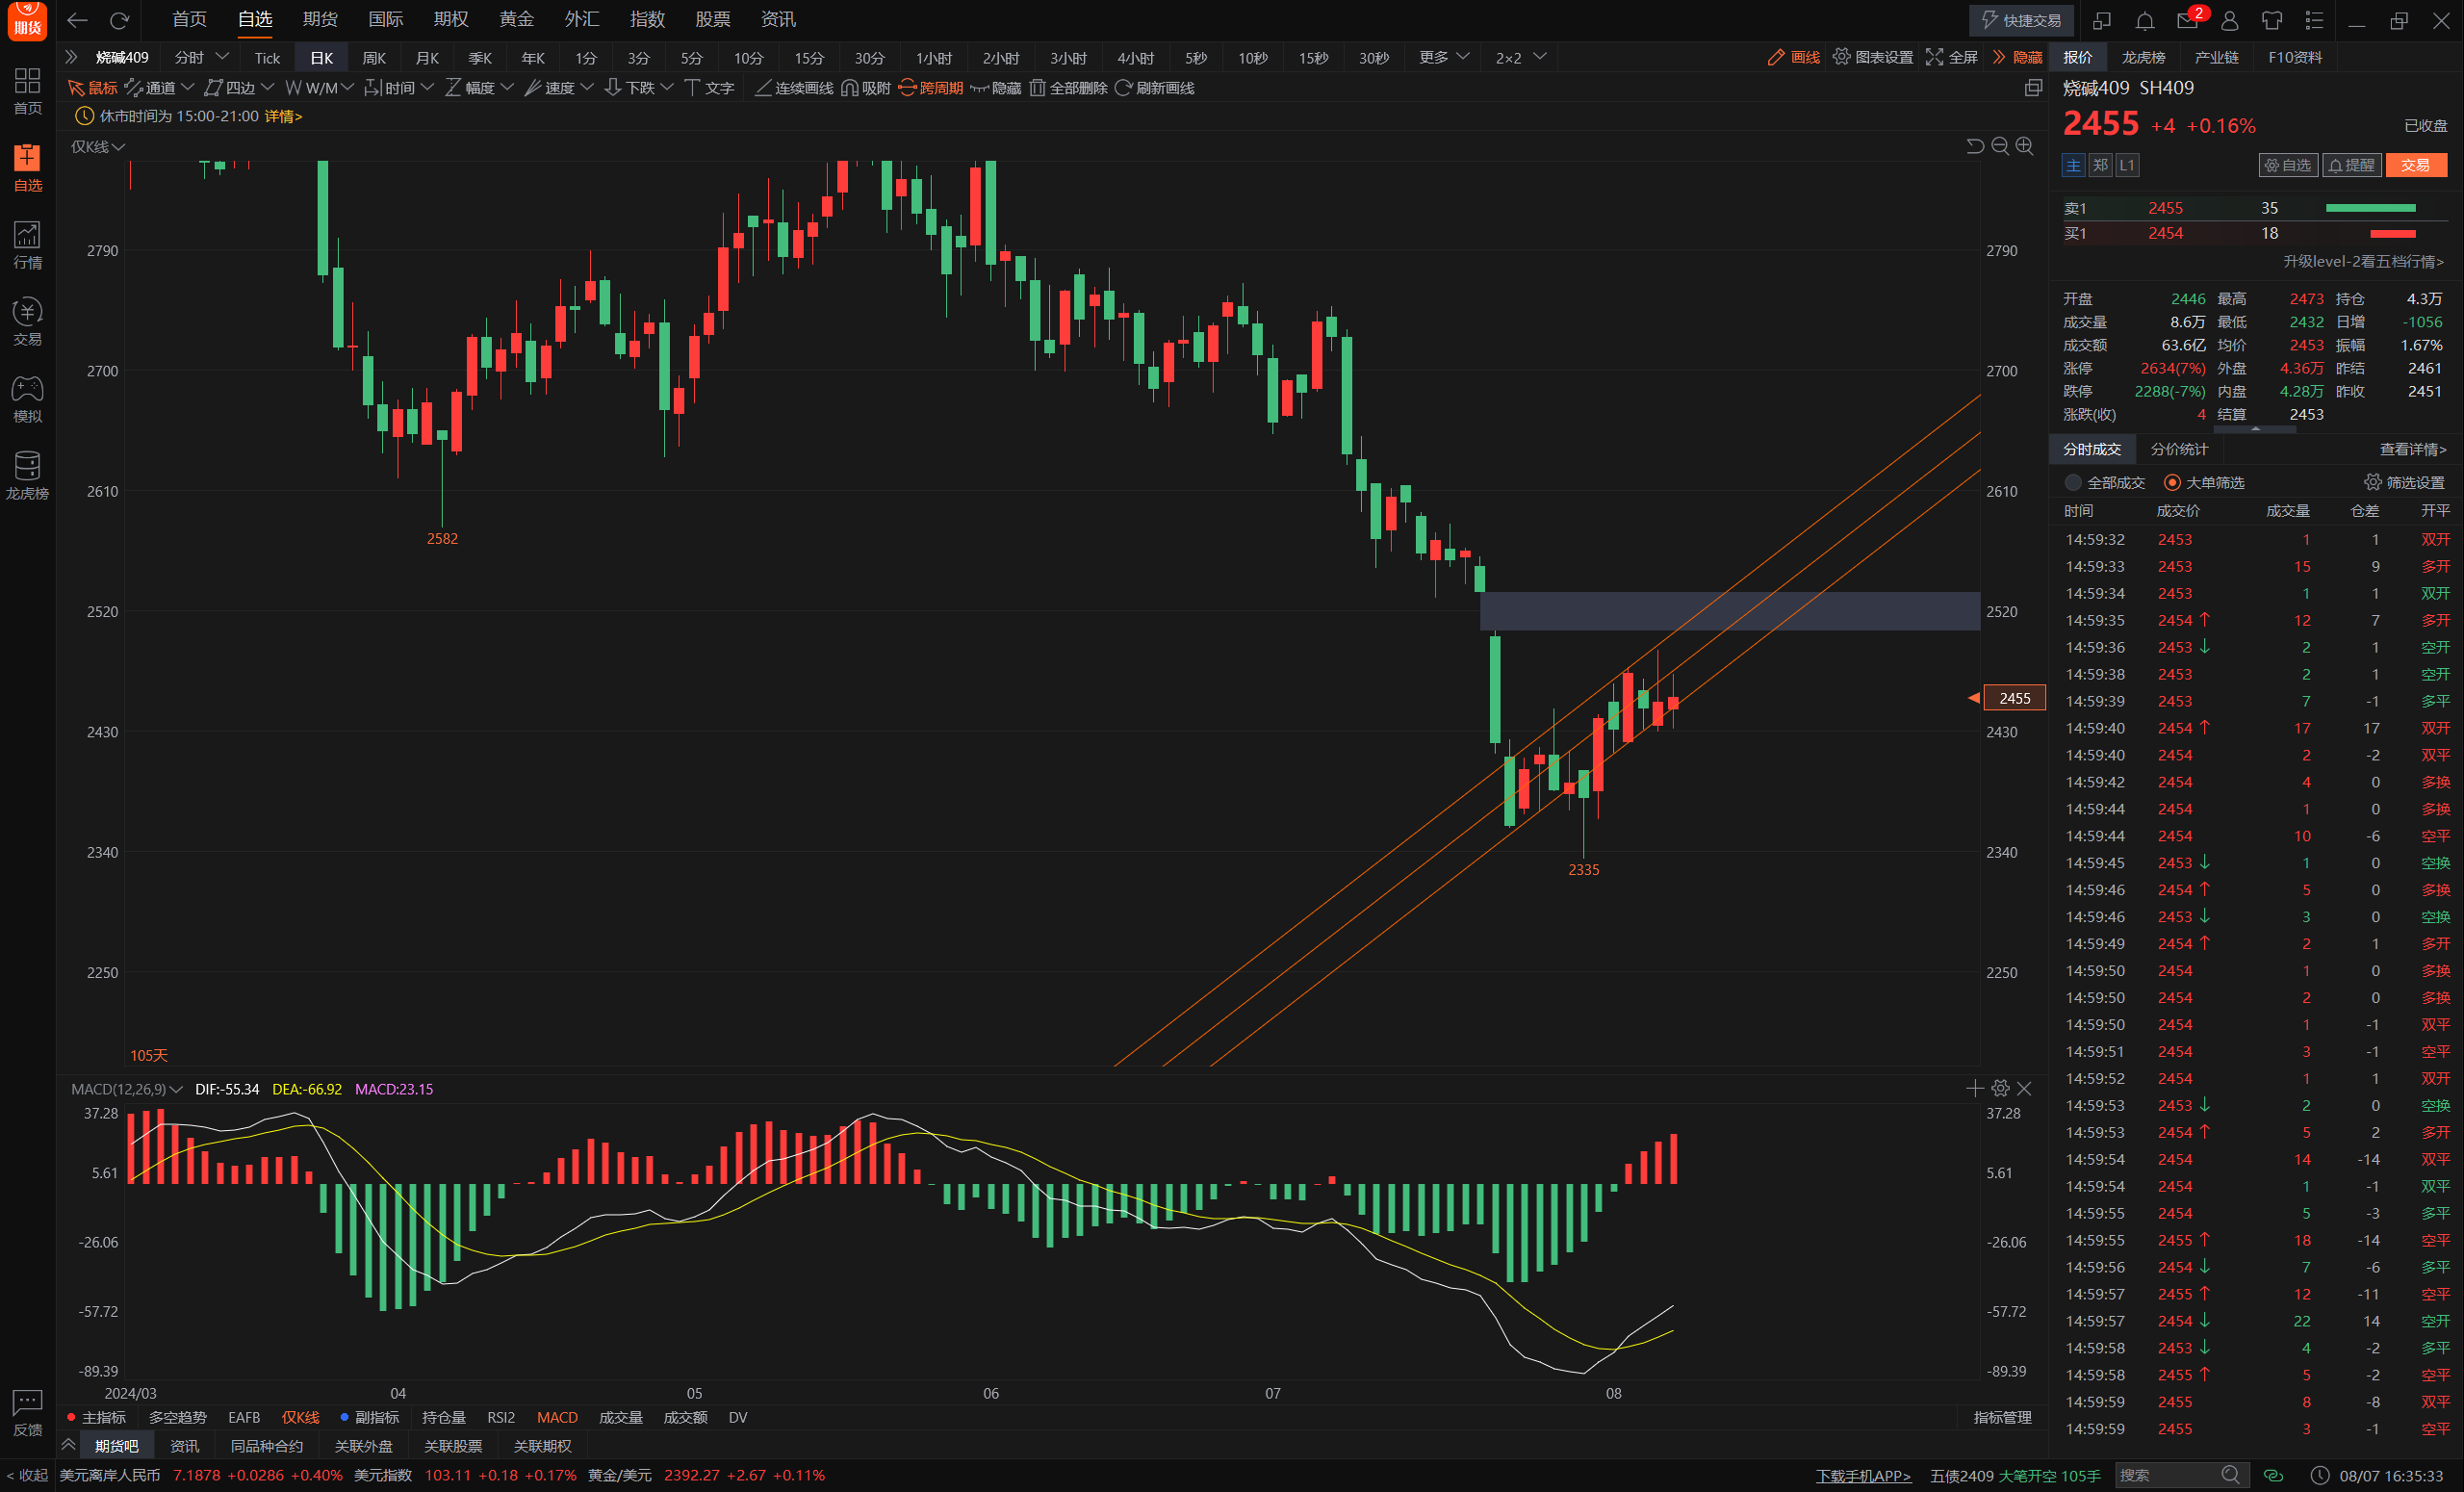 期货 首页 自选 期货 国际 期权 黄金 外汇 指数 股票 资讯 快捷交易 2
烧碱409 分时 Tick 日K 周K 月K 季K 年K 1分 3分 5分 10分 15分 30分 1小时 2小时 3小时 4小时 5秒 10秒 15秒 30秒 更多 2×2 画线 图表设置 全屏 隐藏
鼠标 通道 四边 W/M 时间 幅度 速度 下跌 文字 连续画线 吸附 跨周期 隐藏 全部删除 刷新画线
休市时间为 15:00-21:00 详情>
仅K线
首页
自选
行情
交易
模拟
龙虎榜
反馈
< 收起
2790 2790
2700 2700
2610 2610
2582
2520 2520
2455
2430 2430
2340 2340
2335
2250 2250
105天
MACD(12,26,9) DIF:-55.34 DEA:-66.92 MACD:23.15
37.28 37.28
5.61 5.61
-26.06 -26.06
-57.72 -57.72
-89.39 -89.39
2024/03 04 05 06 07 08
主指标 多空趋势 EAFB 仅K线 副指标 持仓量 RSI2 MACD 成交量 成交额 DV 指标管理
期货吧 资讯 同品种合约 关联外盘 关联股票 关联期权
报价 龙虎榜 产业链 F10资料
烧碱409 SH409
2455 +4 +0.16% 已收盘
主 郑 L1 自选 提醒 交易
卖1 2455 35
买1 2454 18
升级level-2看五档行情>
开盘 2446 最高 2473 持仓 4.3万
成交量 8.6万 最低 2432 日增 -1056
成交额 63.6亿 均价 2453 振幅 1.67%
涨停 2634(7%) 外盘 4.36万 昨结 2461
跌停 2288(-7%) 内盘 4.28万 昨收 2451
涨跌(收) 4 结算 2453
分时成交 分价统计 查看详情>
全部成交 大单筛选 筛选设置
时间 成交价 成交量 仓差 开平
14:59:32 2453 1 1 双开
14:59:33 2453 15 9 多开
14:59:34 2453 1 1 双开
14:59:35 2454 ↑ 12 7 多开
14:59:36 2453 ↓ 2 1 空开
14:59:38 2453 2 1 空开
14:59:39 2453 7 -1 多平
14:59:40 2454 ↑ 17 17 双开
14:59:40 2454 2 -2 双平
14:59:42 2454 4 0 多换
14:59:44 2454 1 0 多换
14:59:44 2454 10 -6 空平
14:59:45 2453 ↓ 1 0 空换
14:59:46 2454 ↑ 5 0 多换
14:59:46 2453 ↓ 3 0 空换
14:59:49 2454 ↑ 2 1 多开
14:59:50 2454 1 0 多换
14:59:50 2454 2 0 多换
14:59:50 2454 1 -1 双平
14:59:51 2454 3 -1 空平
14:59:52 2454 1 1 双开
14:59:53 2453 ↓ 2 0 空换
14:59:53 2454 ↑ 5 2 多开
14:59:54 2454 14 -14 双平
14:59:54 2454 1 -1 双平
14:59:55 2454 5 -3 多平
14:59:55 2455 ↑ 18 -14 空平
14:59:56 2454 ↓ 7 -6 多平
14:59:57 2455 ↑ 12 -11 空平
14:59:57 2454 ↓ 22 14 空开
14:59:58 2453 ↓ 4 -2 多平
14:59:58 2455 ↑ 5 -2 空平
14:59:59 2455 8 -8 双平
14:59:59 2455 3 -1 空平
美元离岸人民币 7.1878 +0.0286 +0.40% 美元指数 103.11 +0.18 +0.17% 黄金/美元 2392.27 +2.67 +0.11% 下载手机APP> 五债2409 大笔开空 105手 搜索 08/07 16:35:33